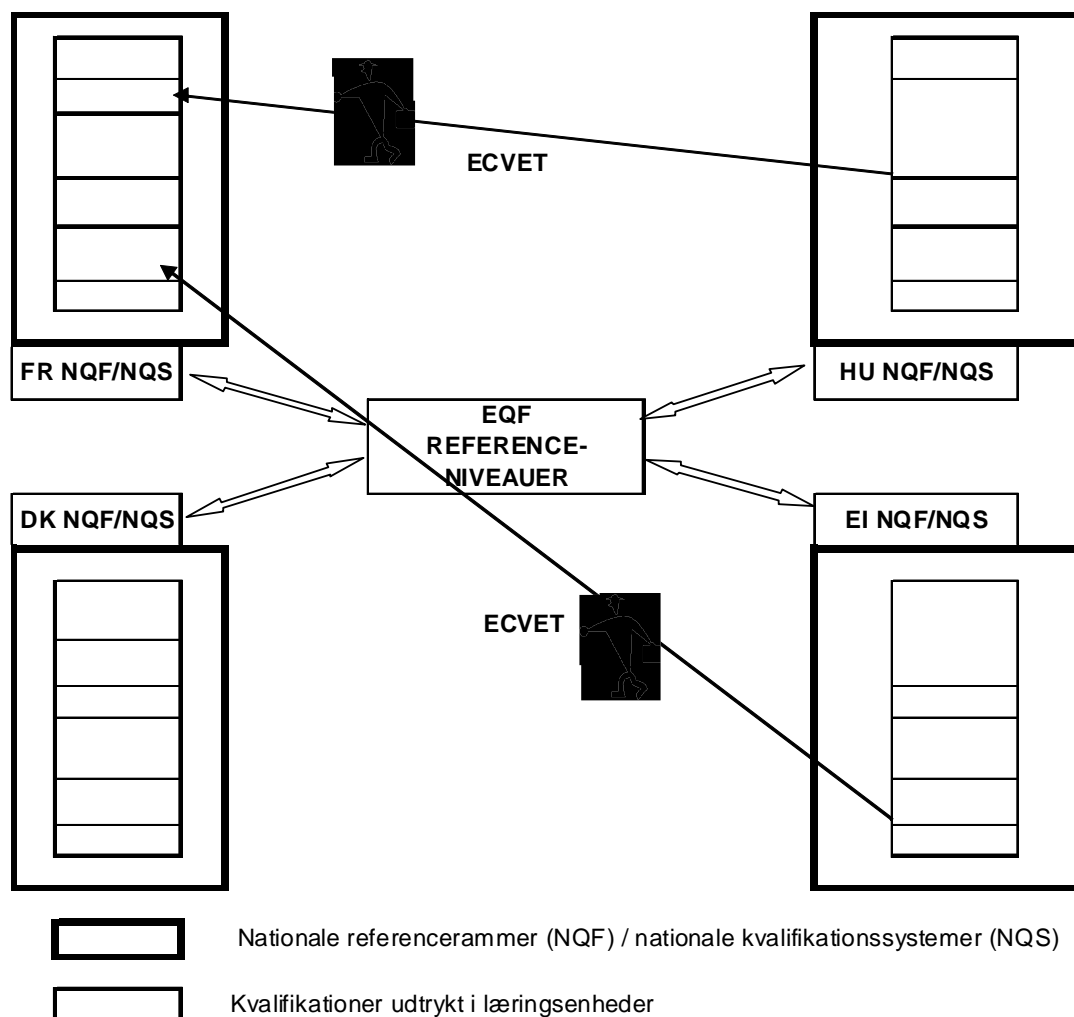 ECVET
FR NQF/NQS
HU NQF/NQS
EQF
REFERENCE-
NIVEAUER
DK NQF/NQS
EI NQF/NQS
ECVET
Nationale referencerammer (NQF) / nationale kvalifikationssystemer (NQS)
Kvalifikationer udtrykt i læringsenheder